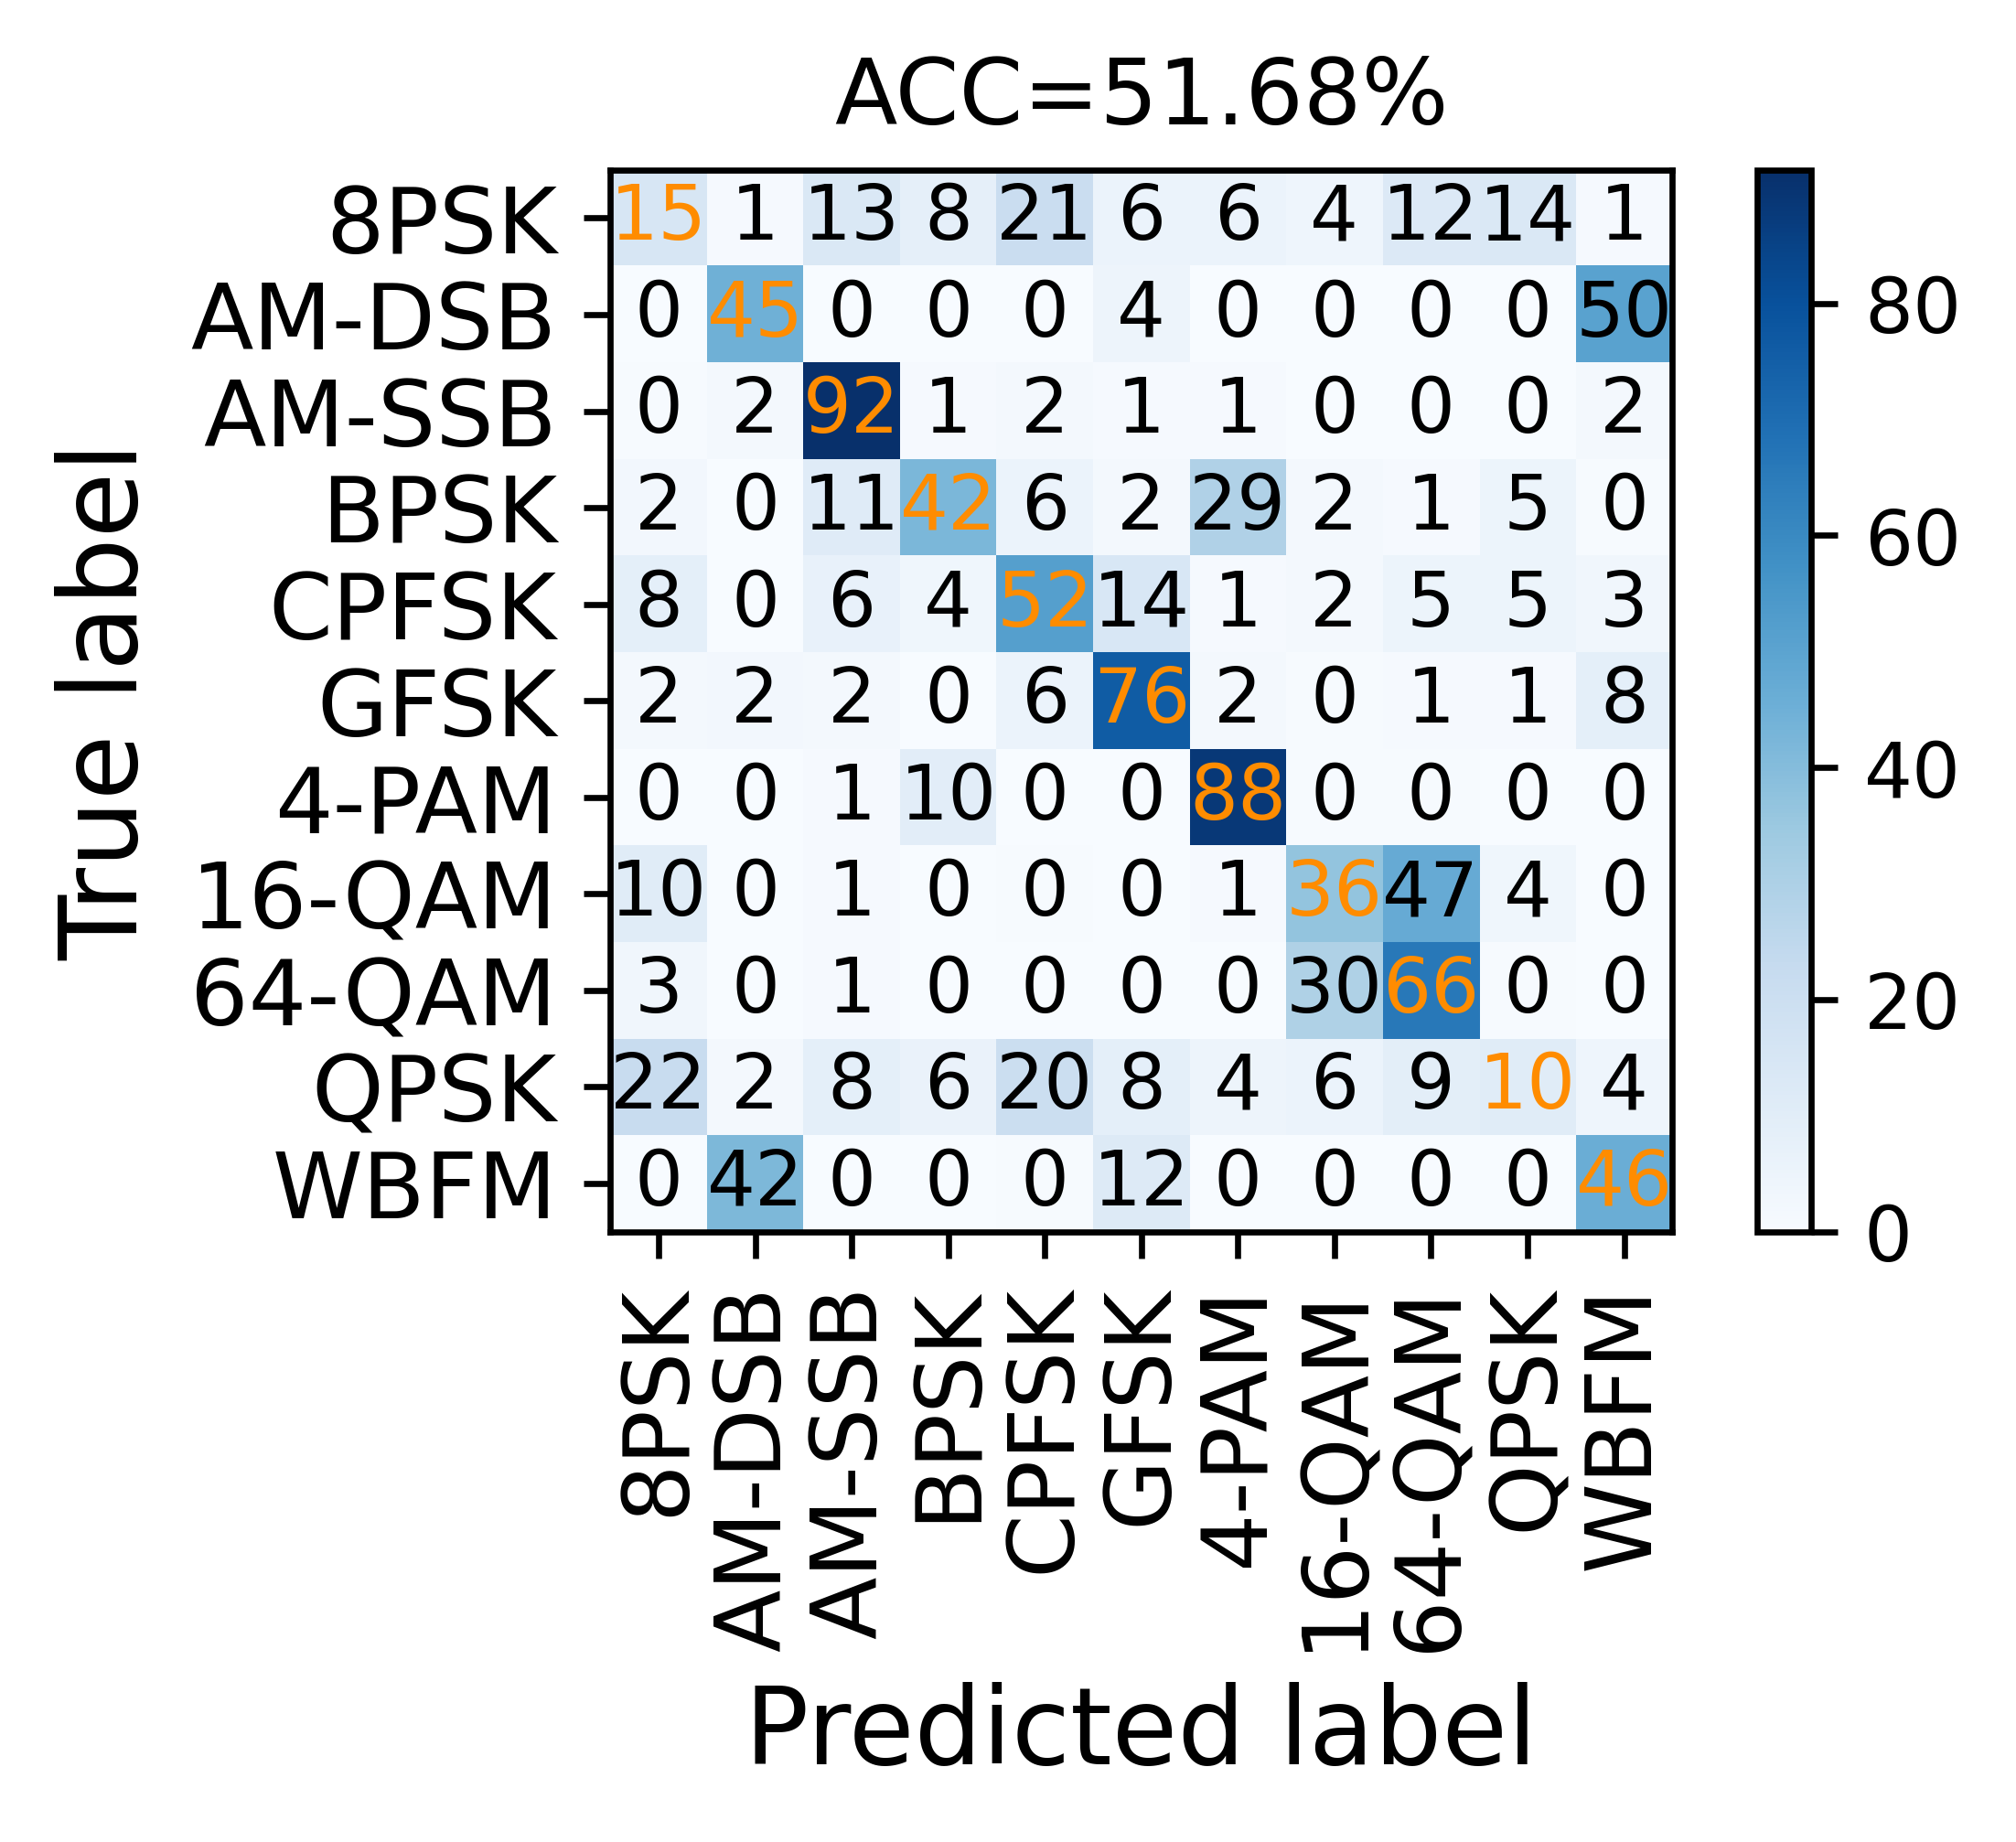 ACC=51.68%
True label
8PSK 15 1 13 8 21 6 6 4 12 14 1
AM-DSB 0 45 0 0 0 4 0 0 0 0 50
AM-SSB 0 2 92 1 2 1 1 0 0 0 2
BPSK 2 0 11 42 6 2 29 2 1 5 0
CPFSK 8 0 6 4 52 14 1 2 5 5 3
GFSK 2 2 2 0 6 76 2 0 1 1 8
4-PAM 0 0 1 10 0 0 88 0 0 0 0
16-QAM 10 0 1 0 0 0 1 36 47 4 0
64-QAM 3 0 1 0 0 0 0 30 66 0 0
QPSK 22 2 8 6 20 8 4 6 9 10 4
WBFM 0 42 0 0 0 12 0 0 0 0 46
8PSK
AM-DSB
AM-SSB
BPSK
CPFSK
GFSK
4-PAM
16-QAM
64-QAM
QPSK
WBFM
Predicted label
80
60
40
20
0